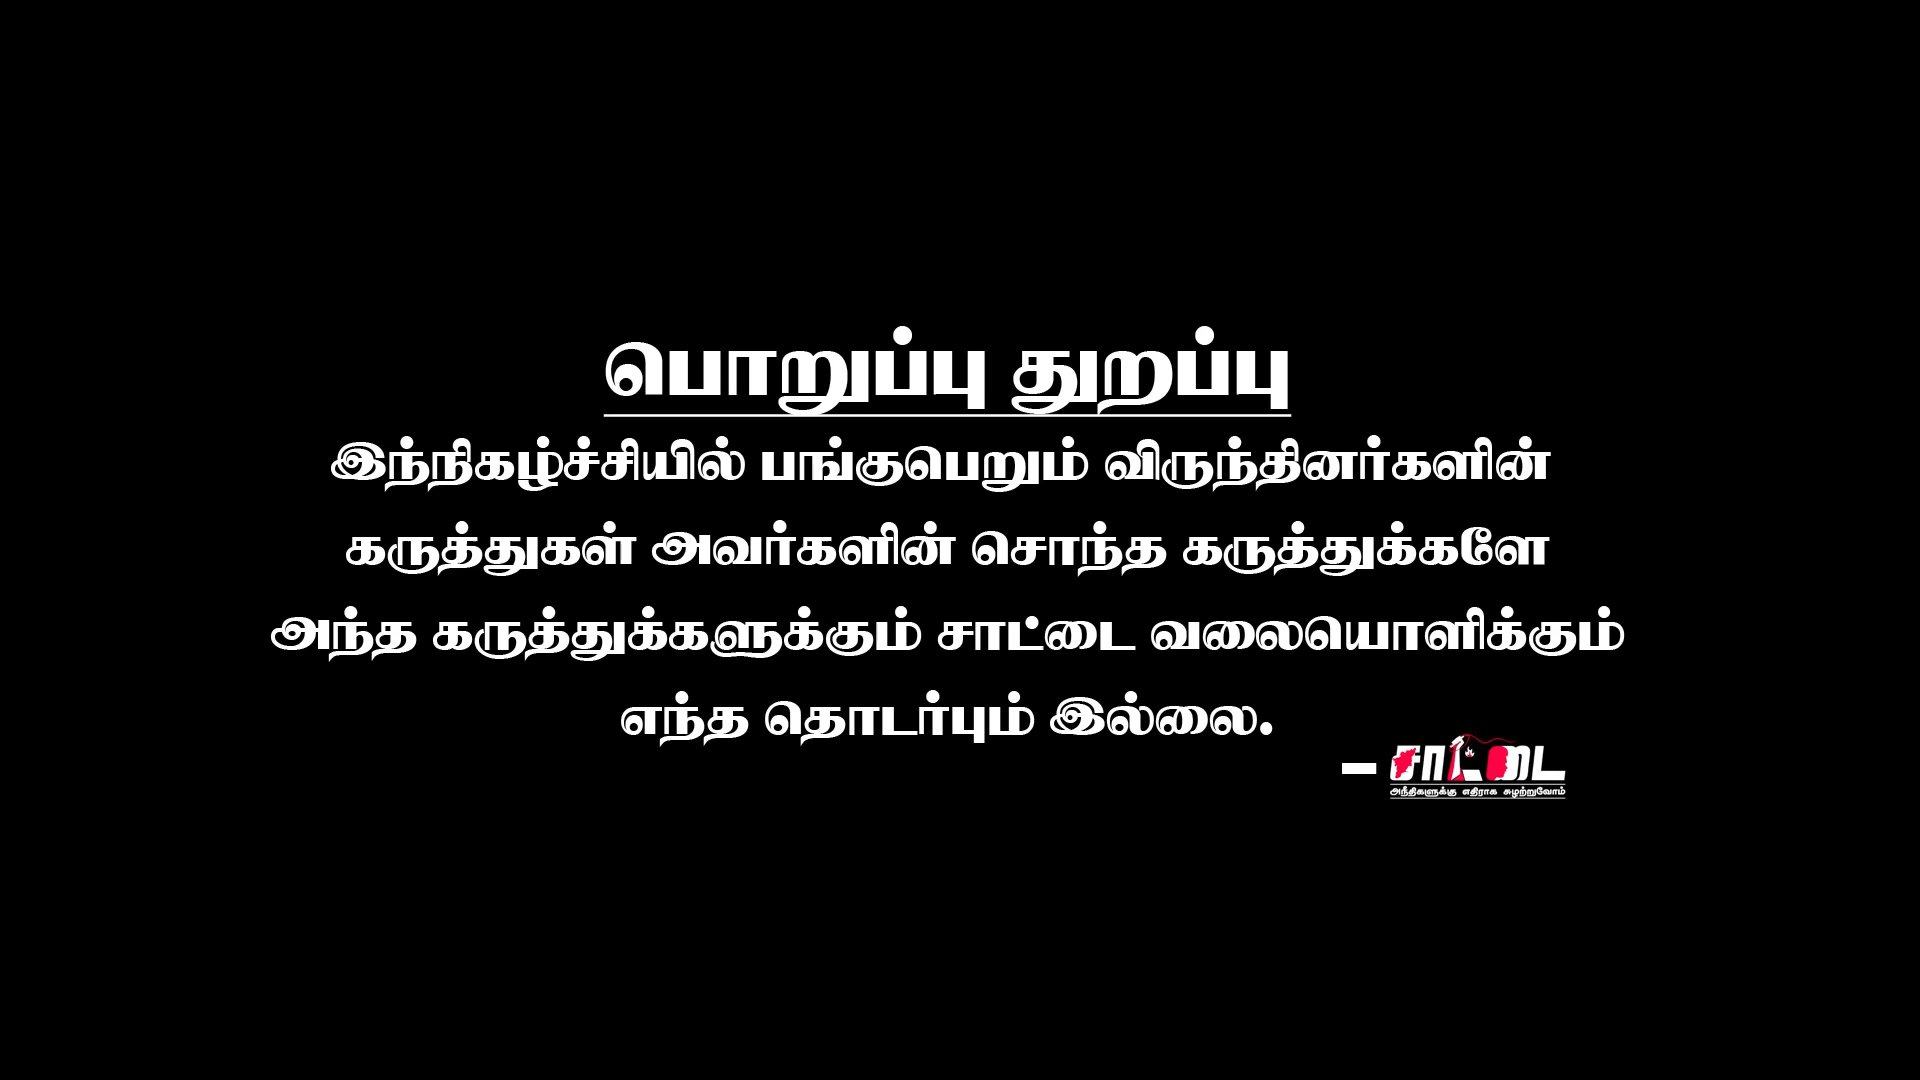 பொறுப்பு துறப்பு
இந்நிகழ்ச்சியில் பங்குபெறும் விருந்தினர்களின்
கருத்துகள் அவர்களின் சொந்த கருத்துக்களே
அந்த கருத்துக்களுக்கும் சாட்டை வலையொளிக்கும்
எந்த தொடர்பும் இல்லை.
– சாட்டை
அநீதிகளுக்கு எதிராக சுழற்றுவோம்